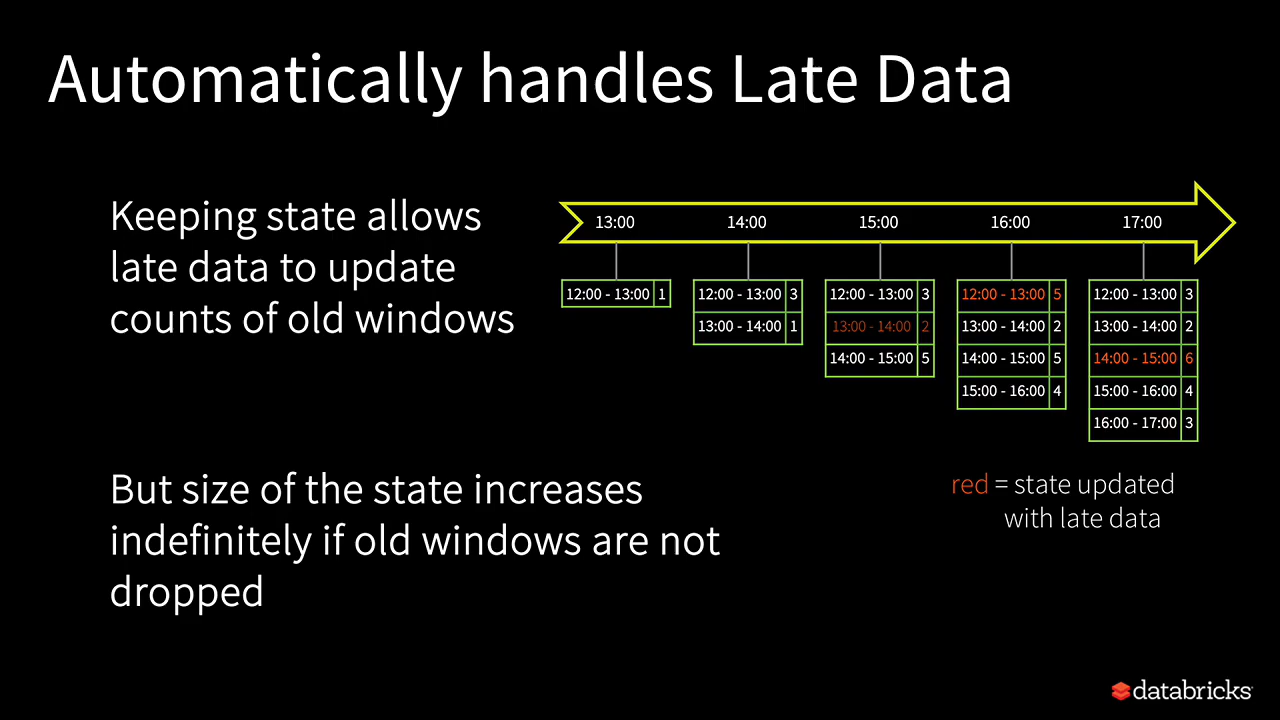 Automatically handles Late Data
Keeping state allows
late data to update
counts of old windows
13:00 14:00 15:00 16:00 17:00
12:00 - 13:00 1
12:00 - 13:00 3
13:00 - 14:00 1
12:00 - 13:00 3
13:00 - 14:00 2
14:00 - 15:00 5
12:00 - 13:00 5
13:00 - 14:00 2
14:00 - 15:00 5
15:00 - 16:00 4
12:00 - 13:00 3
13:00 - 14:00 2
14:00 - 15:00 6
15:00 - 16:00 4
16:00 - 17:00 3
But size of the state increases
indefinitely if old windows are not
dropped
red = state updated
with late data
databricks